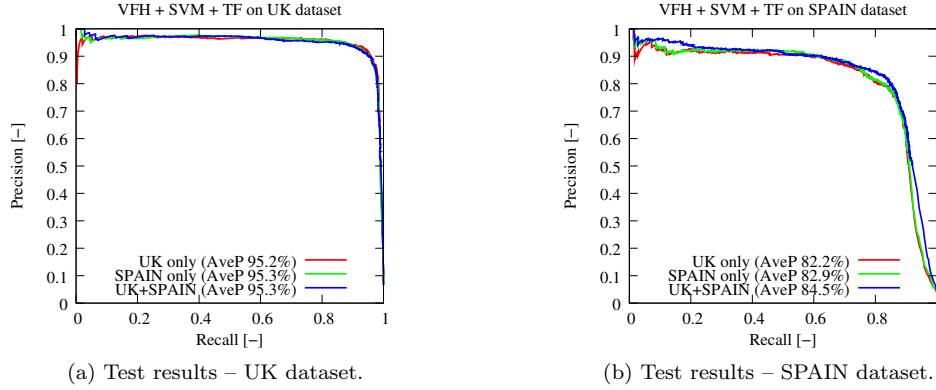 VFH + SVM + TF on UK dataset
1
0.9
0.8
0.7
0.6
0.5
0.4
0.3
0.2
0.1
0
Precision [−]
UK only (AveP 95.2%)
SPAIN only (AveP 95.3%)
UK+SPAIN (AveP 95.3%)
0 0.2 0.4 0.6 0.8 1
Recall [−]
(a) Test results – UK dataset.
VFH + SVM + TF on SPAIN dataset
1
0.9
0.8
0.7
0.6
0.5
0.4
0.3
0.2
0.1
0
Precision [−]
UK only (AveP 82.2%)
SPAIN only (AveP 82.9%)
UK+SPAIN (AveP 84.5%)
0 0.2 0.4 0.6 0.8
Recall [−]
(b) Test results – SPAIN dataset.